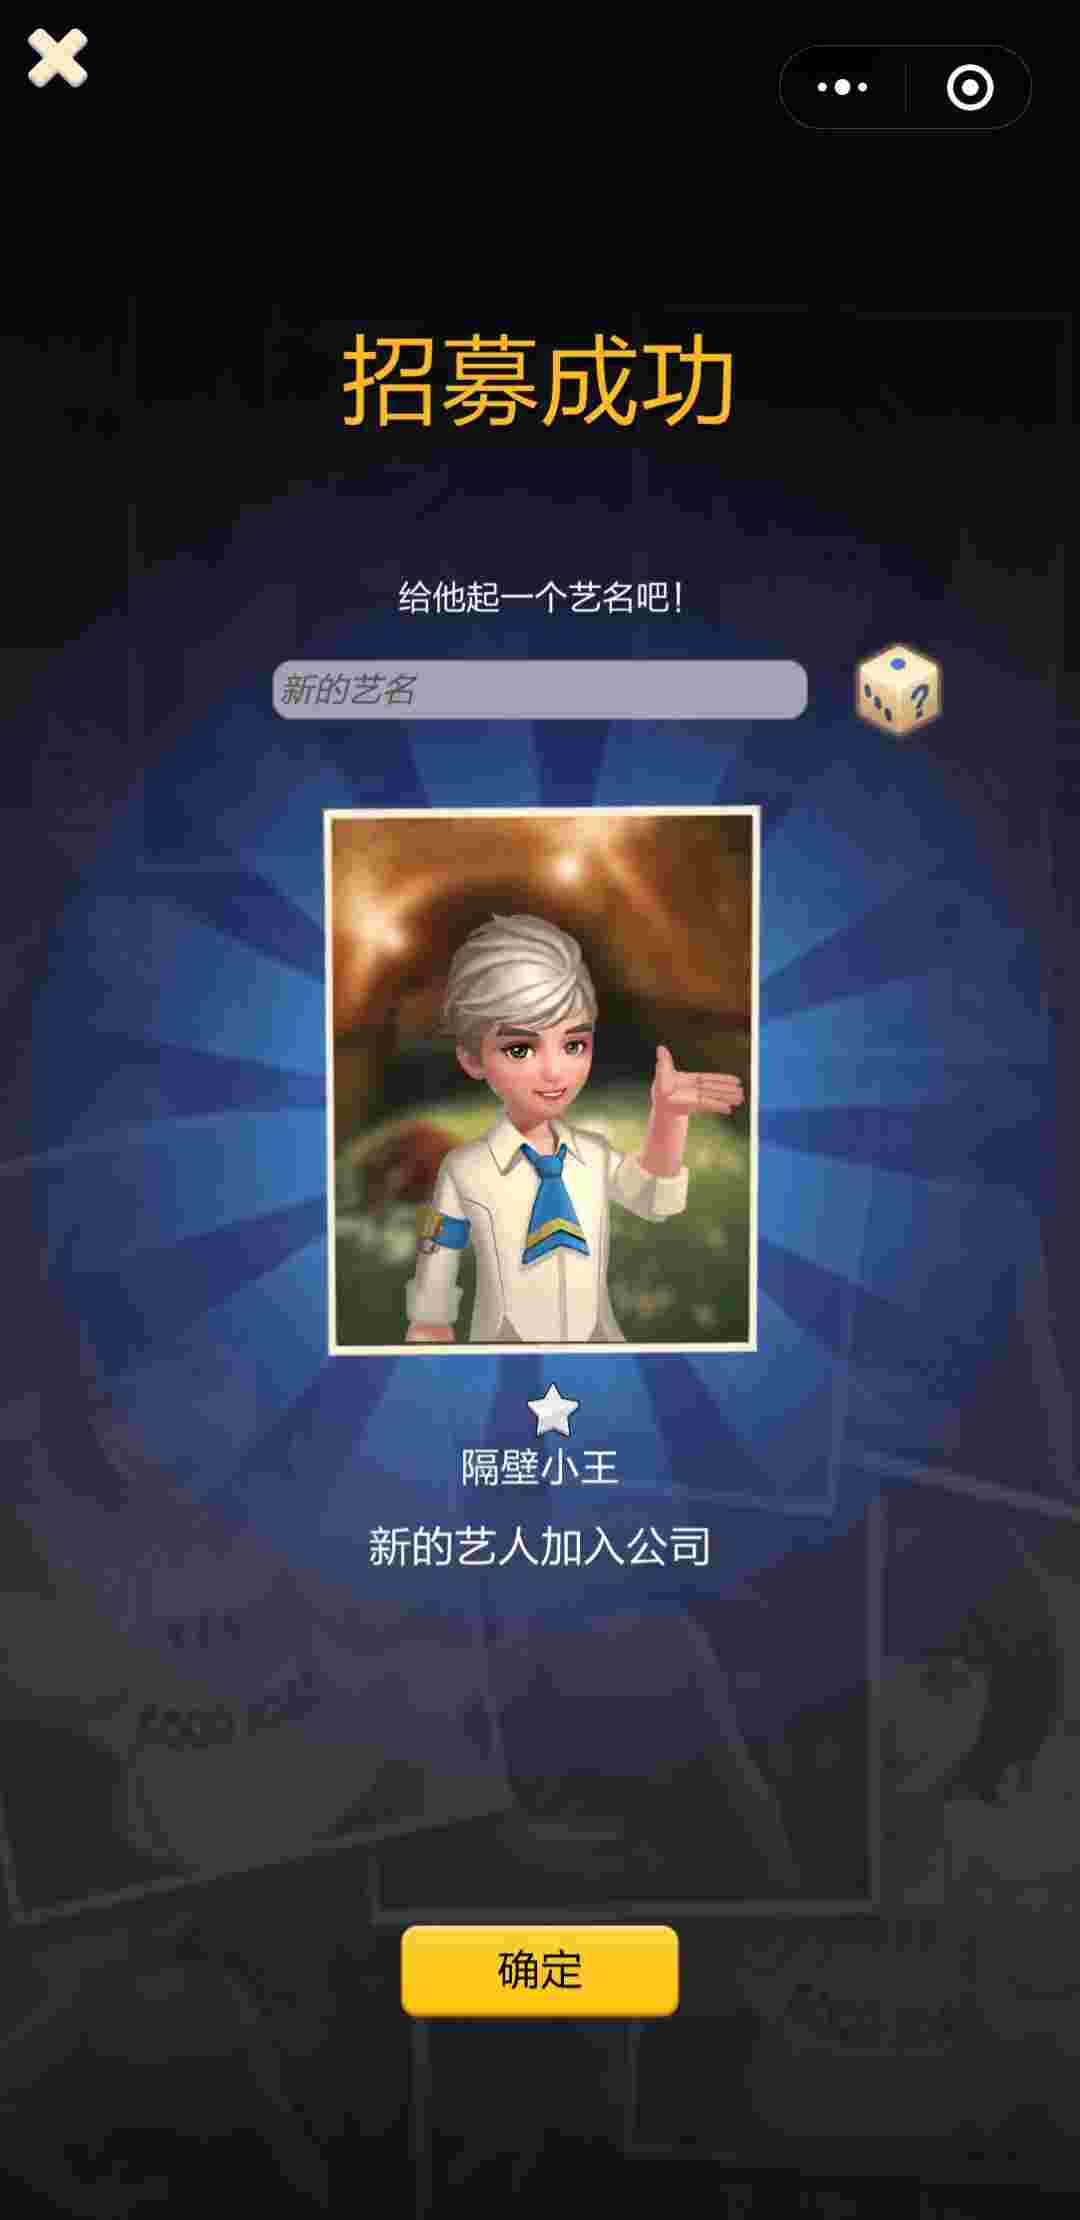 招募成功
给他起一个艺名吧！
新的艺名
隔壁小王
新的艺人加入公司
确定